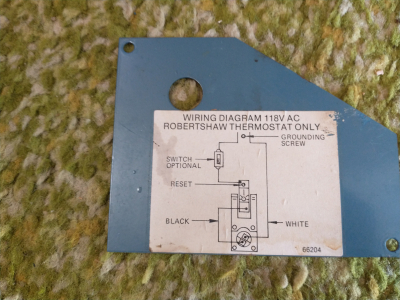 WIRING DIAGRAM 118V AC
ROBERTSHAW THERMOSTAT ONLY
GROUNDING
SCREW
SWITCH
OPTIONAL
RESET
BLACK
WHITE
66204